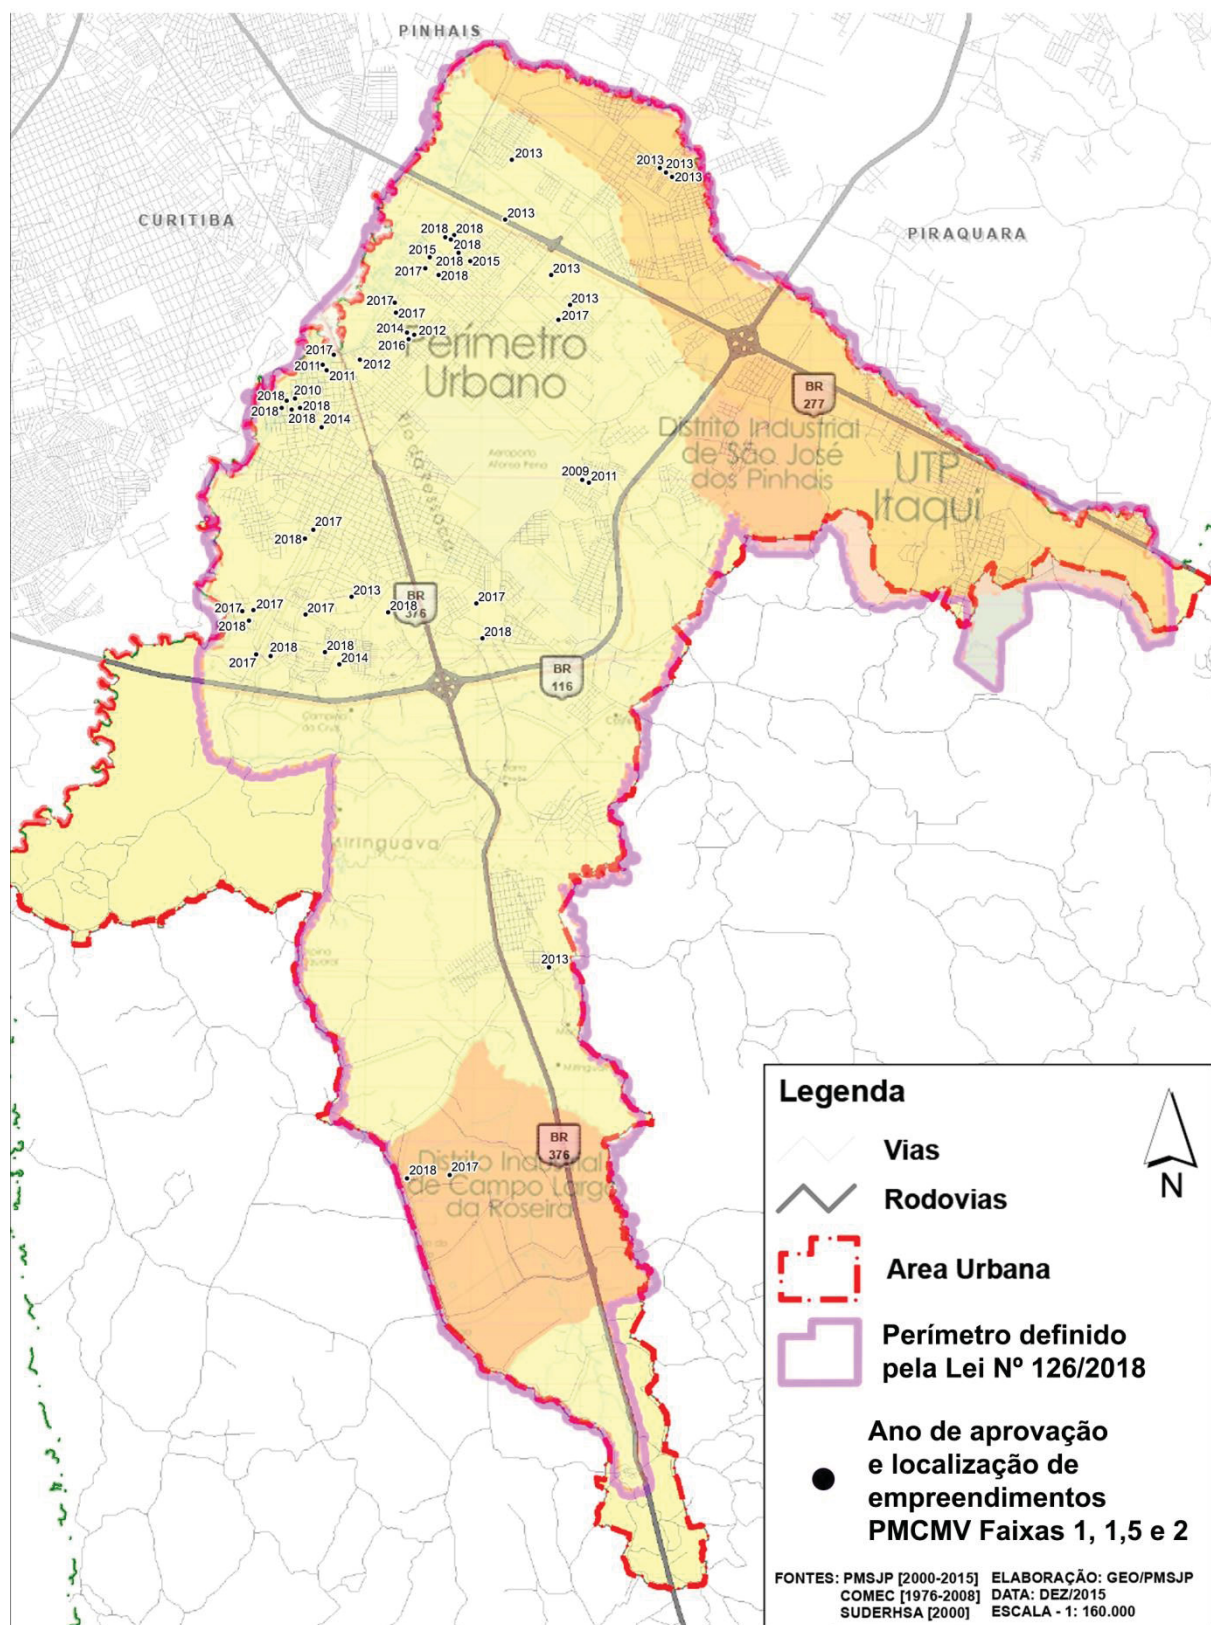 PINHAIS
CURITIBA
PIRAQUARA
2013
2013
2013
2013
2013
2018
2018
2018
2015
2018
2015
2017
2018
2013
2013
2017
2017
2017
2014
2012
2016
2017
2012
2011
2011
Perímetro
Urbano
BR
277
2018
2010
2018
2018
2018
2014
Distrito Industrial
de São José
dos Pinhais
UTP
Itaqui
Aeroporto
Afonso Pena
2009
2011
2017
2018
2013
BR
376
2018
2017
2017
2017
2017
2018
2018
2018
2017
2018
2014
BR
116
Campina
da Cruz
Miringuava
2013
BR
376
Distrito Industrial
de Campo Largo
da Roseira
2018
2017
Legenda
Vias
Rodovias
N
Area Urbana
Perímetro definido
pela Lei Nº 126/2018
Ano de aprovação
e localização de
empreendimentos
PMCMV Faixas 1, 1,5 e 2
FONTES: PMSJP [2000-2015] ELABORAÇÃO: GEO/PMSJP
COMEC [1976-2008] DATA: DEZ/2015
SUDERHSA [2000] ESCALA - 1: 160.000